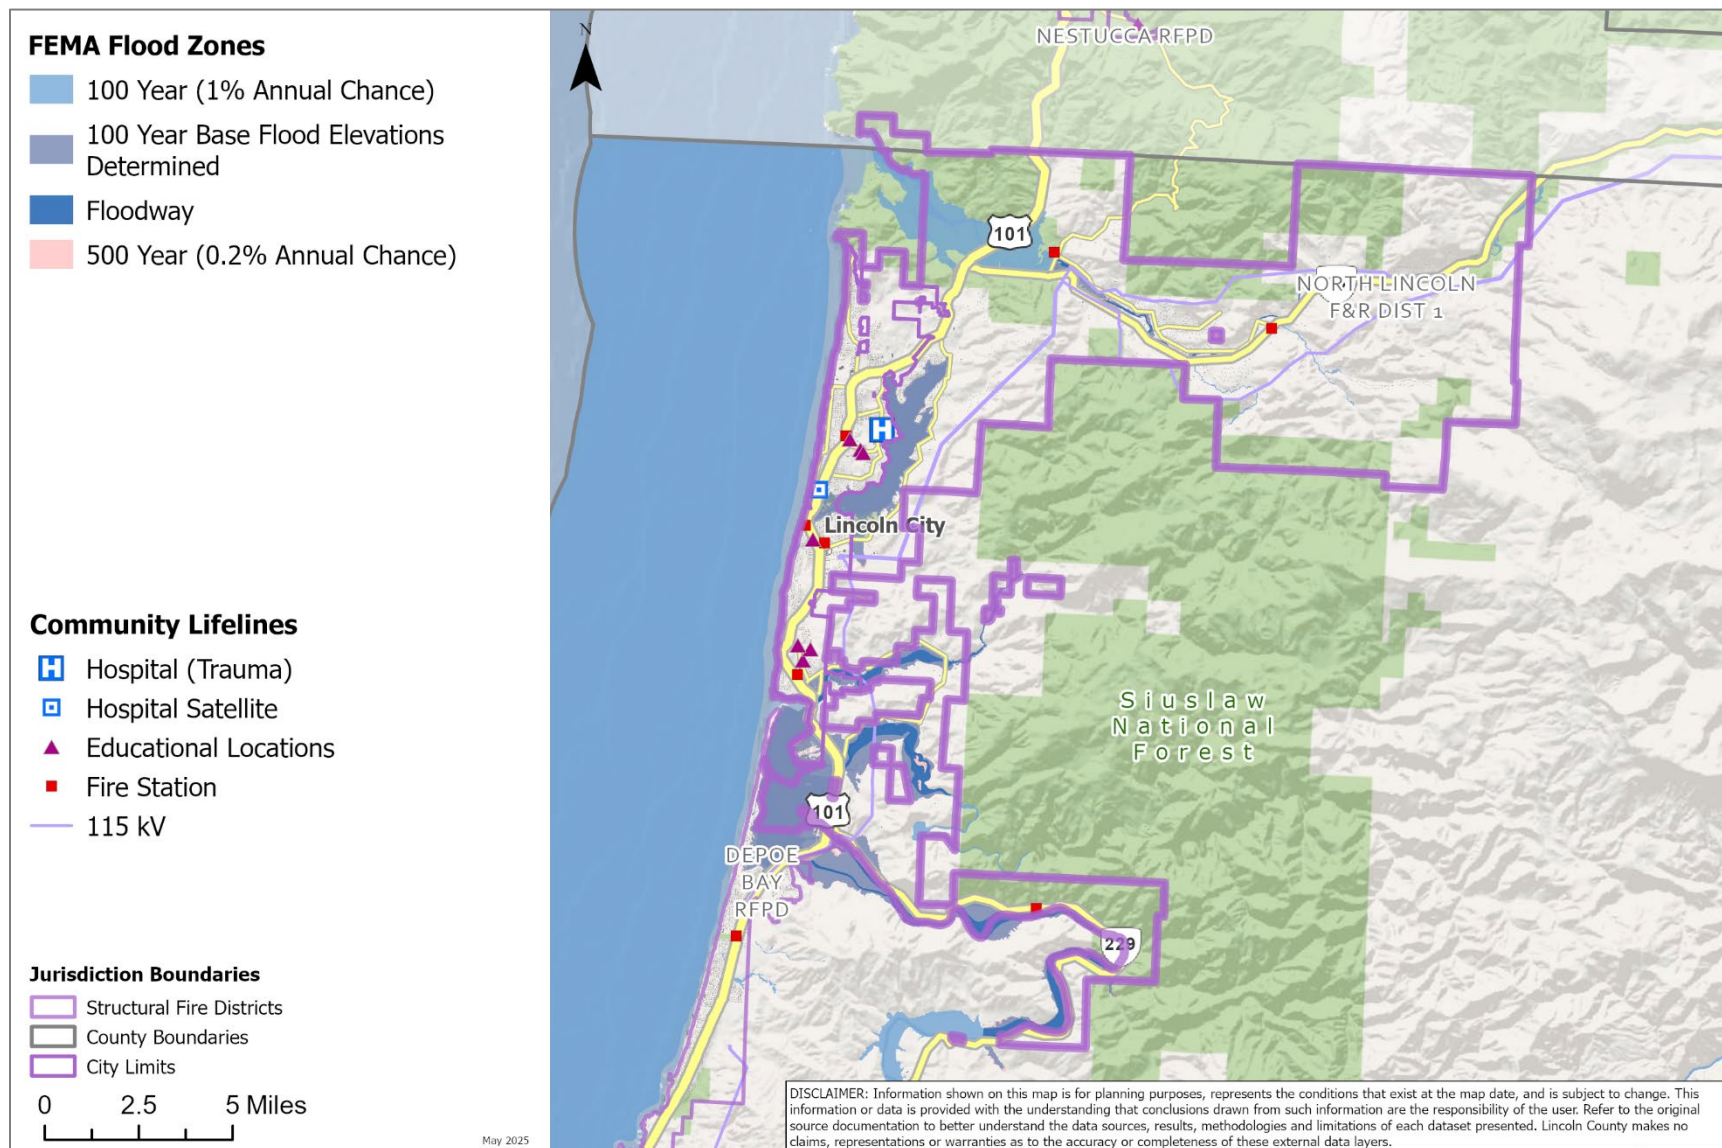 FEMA Flood Zones
100 Year (1% Annual Chance)
100 Year Base Flood Elevations
Determined
Floodway
500 Year (0.2% Annual Chance)
Community Lifelines
Hospital (Trauma)
Hospital Satellite
Educational Locations
Fire Station
115 kV
Jurisdiction Boundaries
Structural Fire Districts
County Boundaries
City Limits
0 2.5 5 Miles
May 2025
N
NESTUCCA RFPD
101
NORTH LINCOLN
F&R DIST 1
H
Lincoln City
Siuslaw
National
Forest
101
DEPOE
BAY
RFPD
229
DISCLAIMER: Information shown on this map is for planning purposes, represents the conditions that exist at the map date, and is subject to change. This
information or data is provided with the understanding that conclusions drawn from such information are the responsibility of the user. Refer to the original
source documentation to better understand the data sources, results, methodologies and limitations of each dataset presented. Lincoln County makes no
claims, representations or warranties as to the accuracy or completeness of these external data layers.